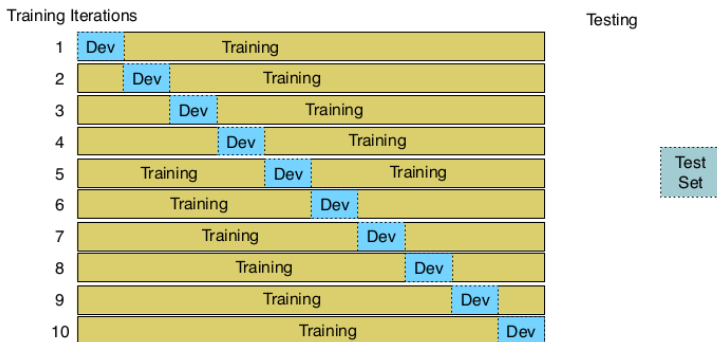 Training Iterations
Testing
1 Dev Training
2 Dev Training
3 Dev Training
4 Dev Training
5 Training Dev Training
6 Training Dev
7 Training Dev
8 Training Dev
9 Training Dev
10 Training Dev
Test
Set